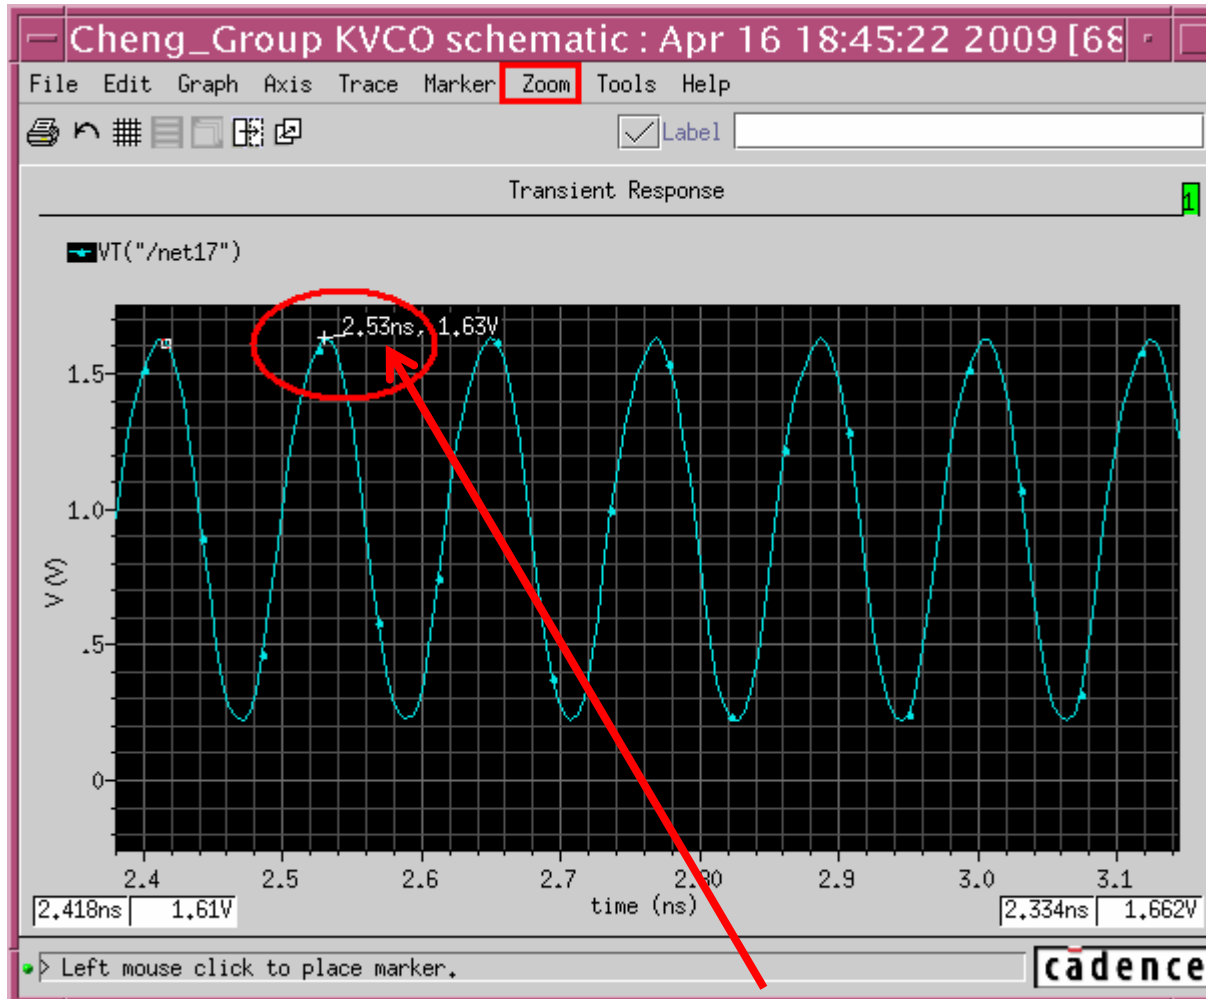 Cheng_Group KVCO schematic : Apr 16 18:45:22 2009 [68
File Edit Graph Axis Trace Marker Zoom Tools Help
Label
Transient Response
1
VT("/net17")
2.53ns, 1.63V
1.5
1.0
.5
0
V (V)
2.4 2.5 2.6 2.7 2.80 2.9 3.0 3.1
time (ns)
2.418ns 1.61V 2.334ns 1.662V
Left mouse click to place marker.
cādence